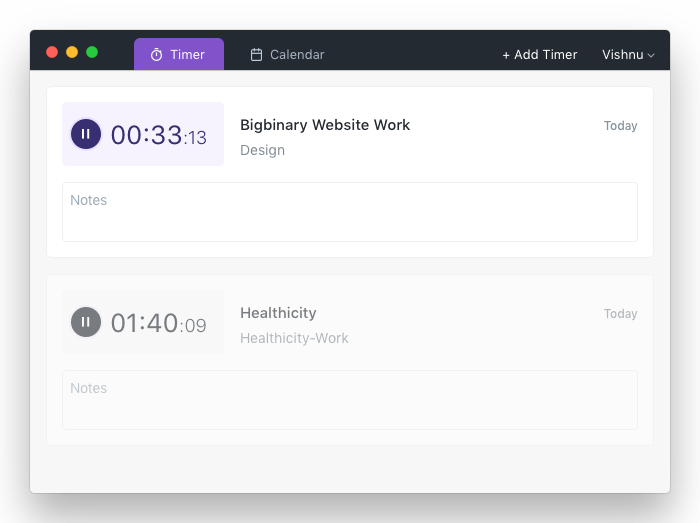 Timer
Calendar
+ Add Timer
Vishnu
00:33:13
Bigbinary Website Work
Today
Design
Notes
01:40:09
Healthicity
Today
Healthicity-Work
Notes